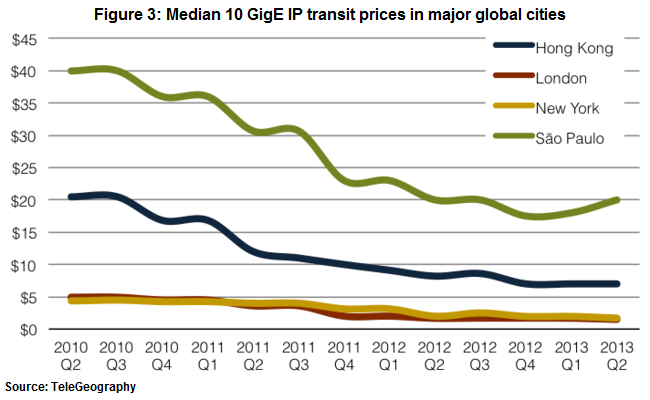 Figure 3: Median 10 GigE IP transit prices in major global cities
$45
$40
$35
$30
$25
$20
$15
$10
$5
$0
Hong Kong
London
New York
São Paulo
2010 2010 2010 2011 2011 2011 2011 2012 2012 2012 2012 2013 2013
Q2 Q3 Q4 Q1 Q2 Q3 Q4 Q1 Q2 Q3 Q4 Q1 Q2
Source: TeleGeography